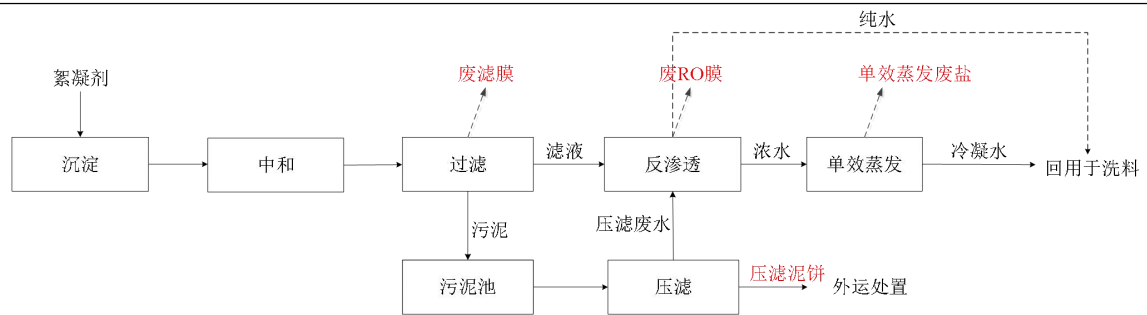 纯水
絮凝剂
废滤膜
废RO膜
单效蒸发废盐
沉淀
中和
过滤
滤液
反渗透
浓水
单效蒸发
冷凝水
回用于洗料
污泥
压滤废水
污泥池
压滤
压滤泥饼
外运处置